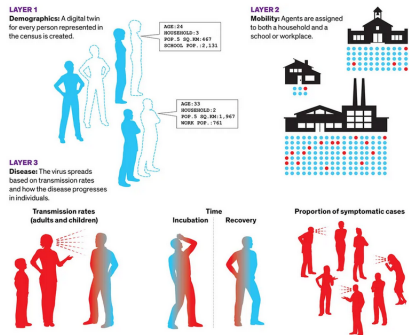 LAYER 1
Demographics: A digital twin
for every person represented
in the census is created.
AGE:24
HOUSEHOLD:3
POP.5 SQ.KM:467
SCHOOL POP.:2,131
AGE:33
HOUSEHOLD:2
POP.5 SQ.KM:1,967
WORK POP.:761
LAYER 2
Mobility: Agents are assigned
to both a household and a
school or workplace.
LAYER 3
Disease: The virus spreads
based on transmission rates
and how the disease progresses
in individuals.
Transmission rates
(adults and children)
Time
Incubation
Recovery
Proportion of symptomatic cases